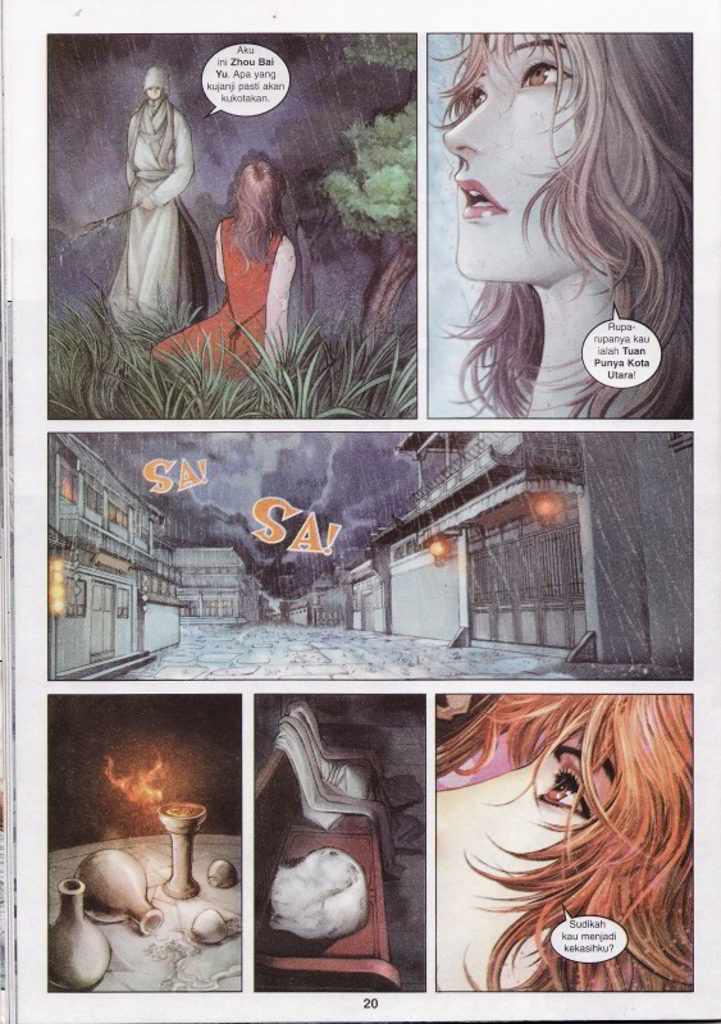 Aku
ini Zhou Bai
Yu. Apa yang
kujanji pasti akan
kukotakan.
Rupa-
rupanya kau
ialah Tuan
Punya Kota
Utara!
SA!
SA!
Sudikah
kau menjadi
kekasihku?
20